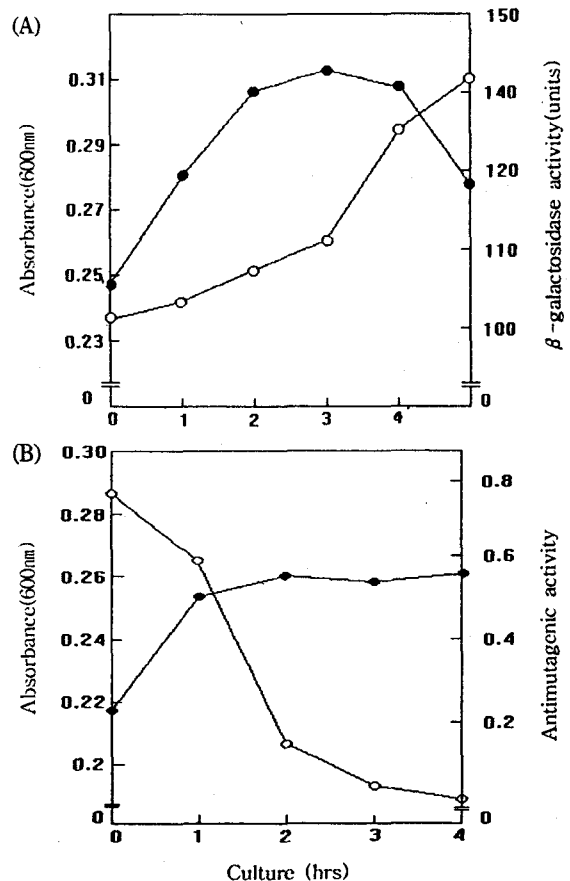 (A)
Absorbance(600nm)
0.31
0.29
0.27
0.25
0.23
0
150
140
120
110
100
0
β-galactosidase activity(units)
0 1 2 3 4
(B)
Absorbance(600nm)
0.30
0.28
0.26
0.24
0.22
0.2
0
0.8
0.6
0.4
0.2
0
Antimutagenic activity
0 1 2 3 4
Culture (hrs)